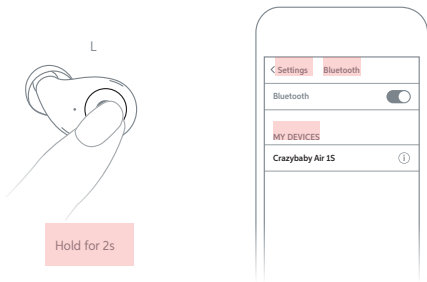 L
Hold for 2s
< Settings Bluetooth
Bluetooth
MY DEVICES
Crazybaby Air 1S i